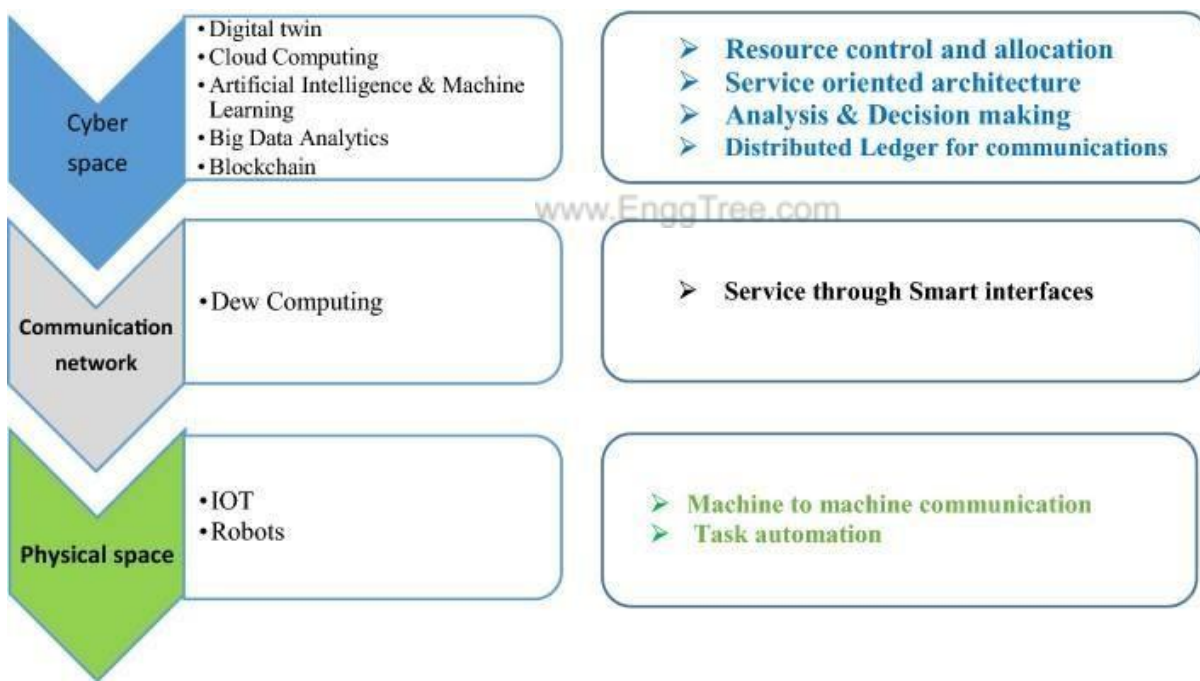 Cyber
space
• Digital twin
• Cloud Computing
• Artificial Intelligence & Machine
Learning
• Big Data Analytics
• Blockchain
➢ Resource control and allocation
➢ Service oriented architecture
➢ Analysis & Decision making
➢ Distributed Ledger for communications
www.EnggTree.com
Communication
network
• Dew Computing
➢ Service through Smart interfaces
Physical space
• IOT
• Robots
➢ Machine to machine communication
➢ Task automation